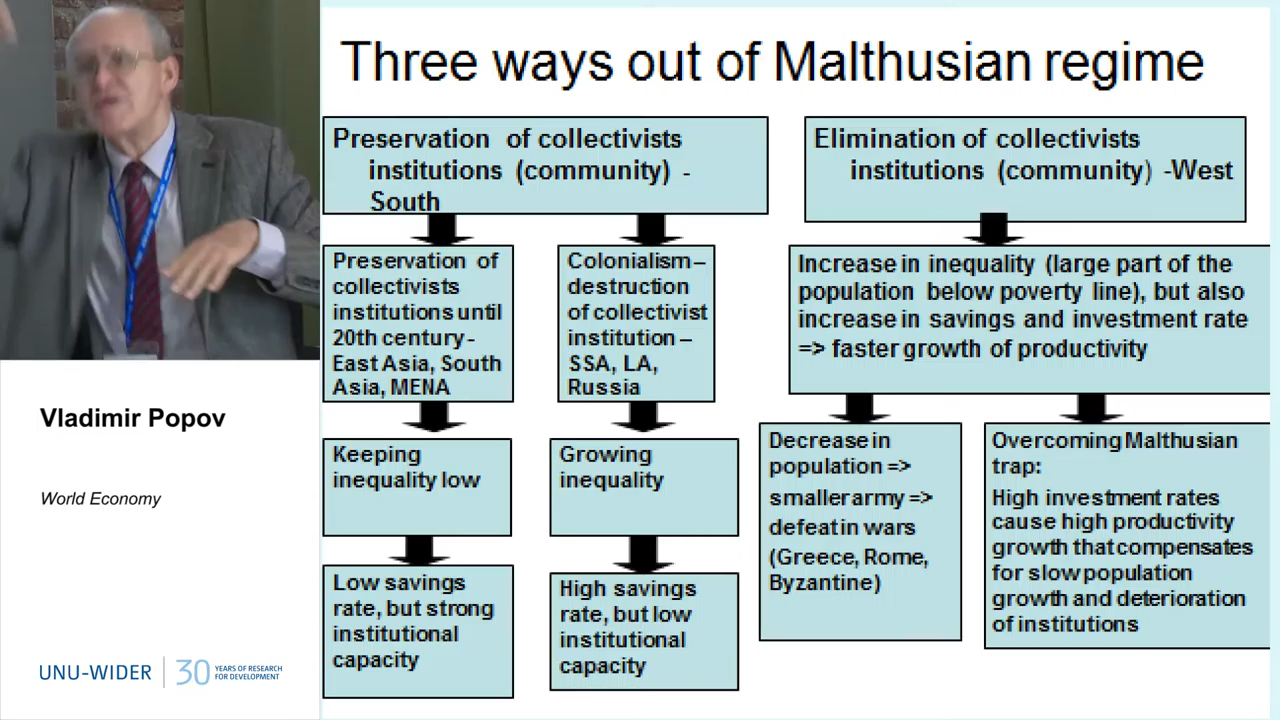 Three ways out of Malthusian regime
Preservation of collectivists
institutions (community) -
South
Elimination of collectivists
institutions (community) -West
Preservation of
collectivists
institutions until
20th century-
East Asia, South
Asia, MENA
Colonialism–
destruction
of collectivist
institution –
SSA, LA,
Russia
Increase in inequality (large part of the
population below poverty line), but also
increase in savings and investment rate
=> faster growth of productivity
Keeping
inequality low
Growing
inequality
Decrease in
population =>
smaller army =>
defeat in wars
(Greece, Rome,
Byzantine)
Overcoming Malthusian
trap:
High investment rates
cause high productivity
growth that compensates
for slow population
growth and deterioration
of institutions
Low savings
rate, but strong
institutional
capacity
High savings
rate, but low
institutional
capacity
Vladimir Popov
World Economy
UNU-WIDER
30 YEARS OF RESEARCH
FOR DEVELOPMENT